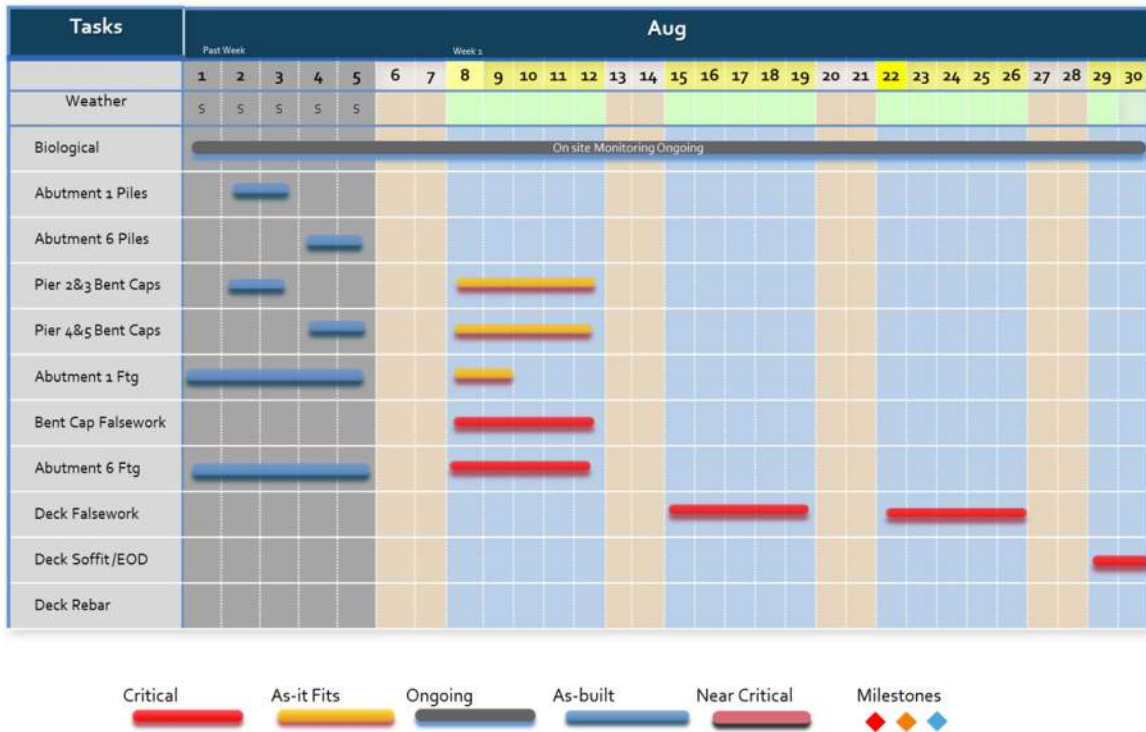 Tasks
Aug
Past Week Week 1
1 2 3 4 5 6 7 8 9 10 11 12 13 14 15 16 17 18 19 20 21 22 23 24 25 26 27 28 29 30
Weather S S S S S
Biological On site Monitoring Ongoing
Abutment 1 Piles
Abutment 6 Piles
Pier 2&3 Bent Caps
Pier 4&5 Bent Caps
Abutment 1 Ftg
Bent Cap Falsework
Abutment 6 Ftg
Deck Falsework
Deck Soffit/EOD
Deck Rebar
Critical As-it Fits Ongoing As-built Near Critical Milestones